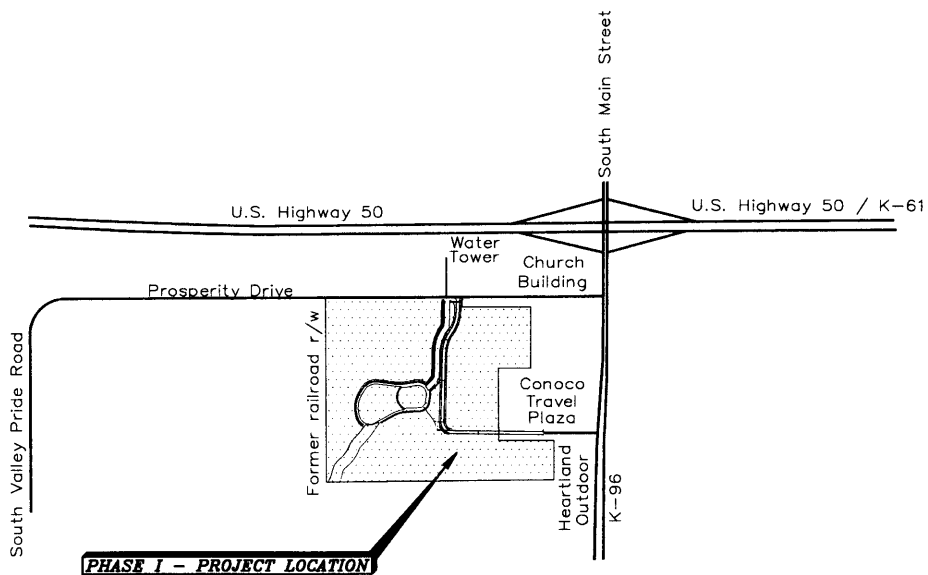 South Main Street
U.S. Highway 50
U.S. Highway 50 / K-61
Water
Tower
Church
Building
Prosperity Drive
South Valley Pride Road
Former railroad r/w
Conoco
Travel
Plaza
Heartland
Outdoor
K-96
PHASE I - PROJECT LOCATION